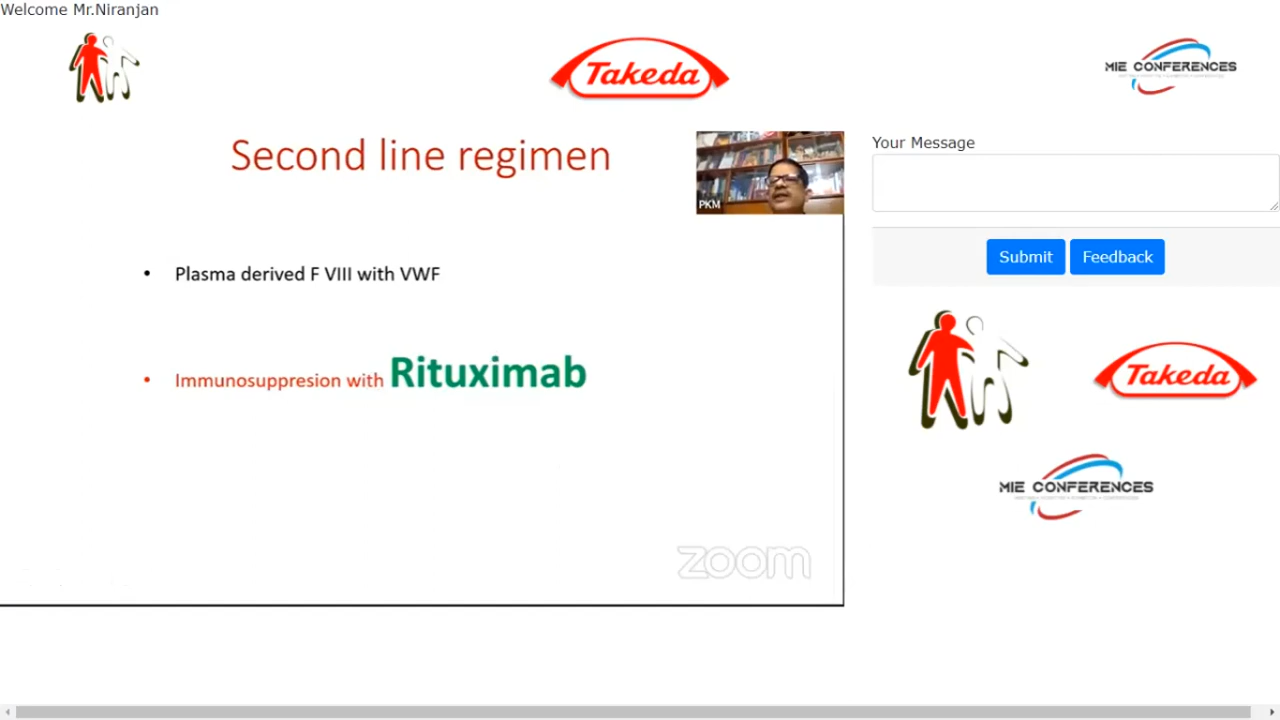 Welcome Mr.Niranjan
Takeda
MIE CONFERENCES
Second line regimen
PKM
Your Message
• Plasma derived F VIII with VWF
Submit
Feedback
• Immunosuppresion with Rituximab
Takeda
MIE CONFERENCES
zoom